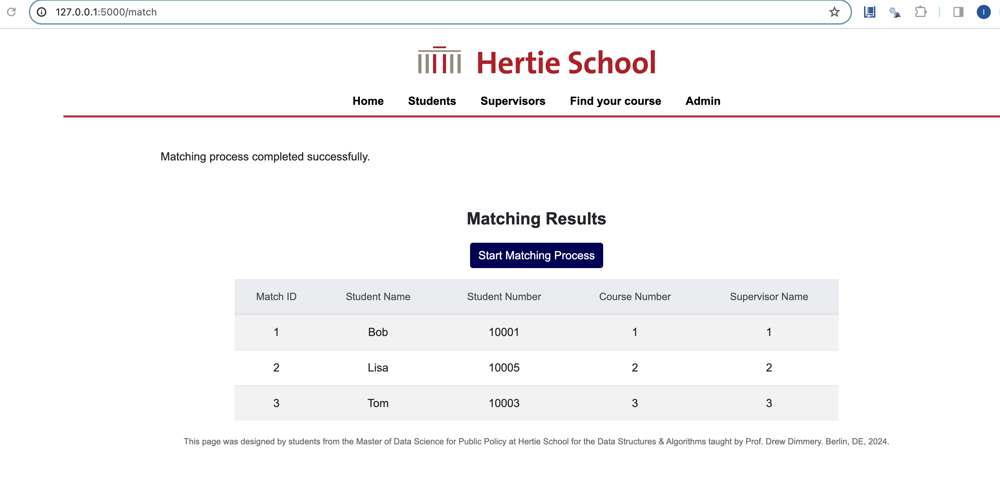 127.0.0.1:5000/match
I
Hertie School
Home Students Supervisors Find your course Admin
Matching process completed successfully.
Matching Results
Start Matching Process
Match ID Student Name Student Number Course Number Supervisor Name
1 Bob 10001 1 1
2 Lisa 10005 2 2
3 Tom 10003 3 3
This page was designed by students from the Master of Data Science for Public Policy at Hertie School for the Data Structures & Algorithms taught by Prof. Drew Dimmery. Berlin, DE, 2024.